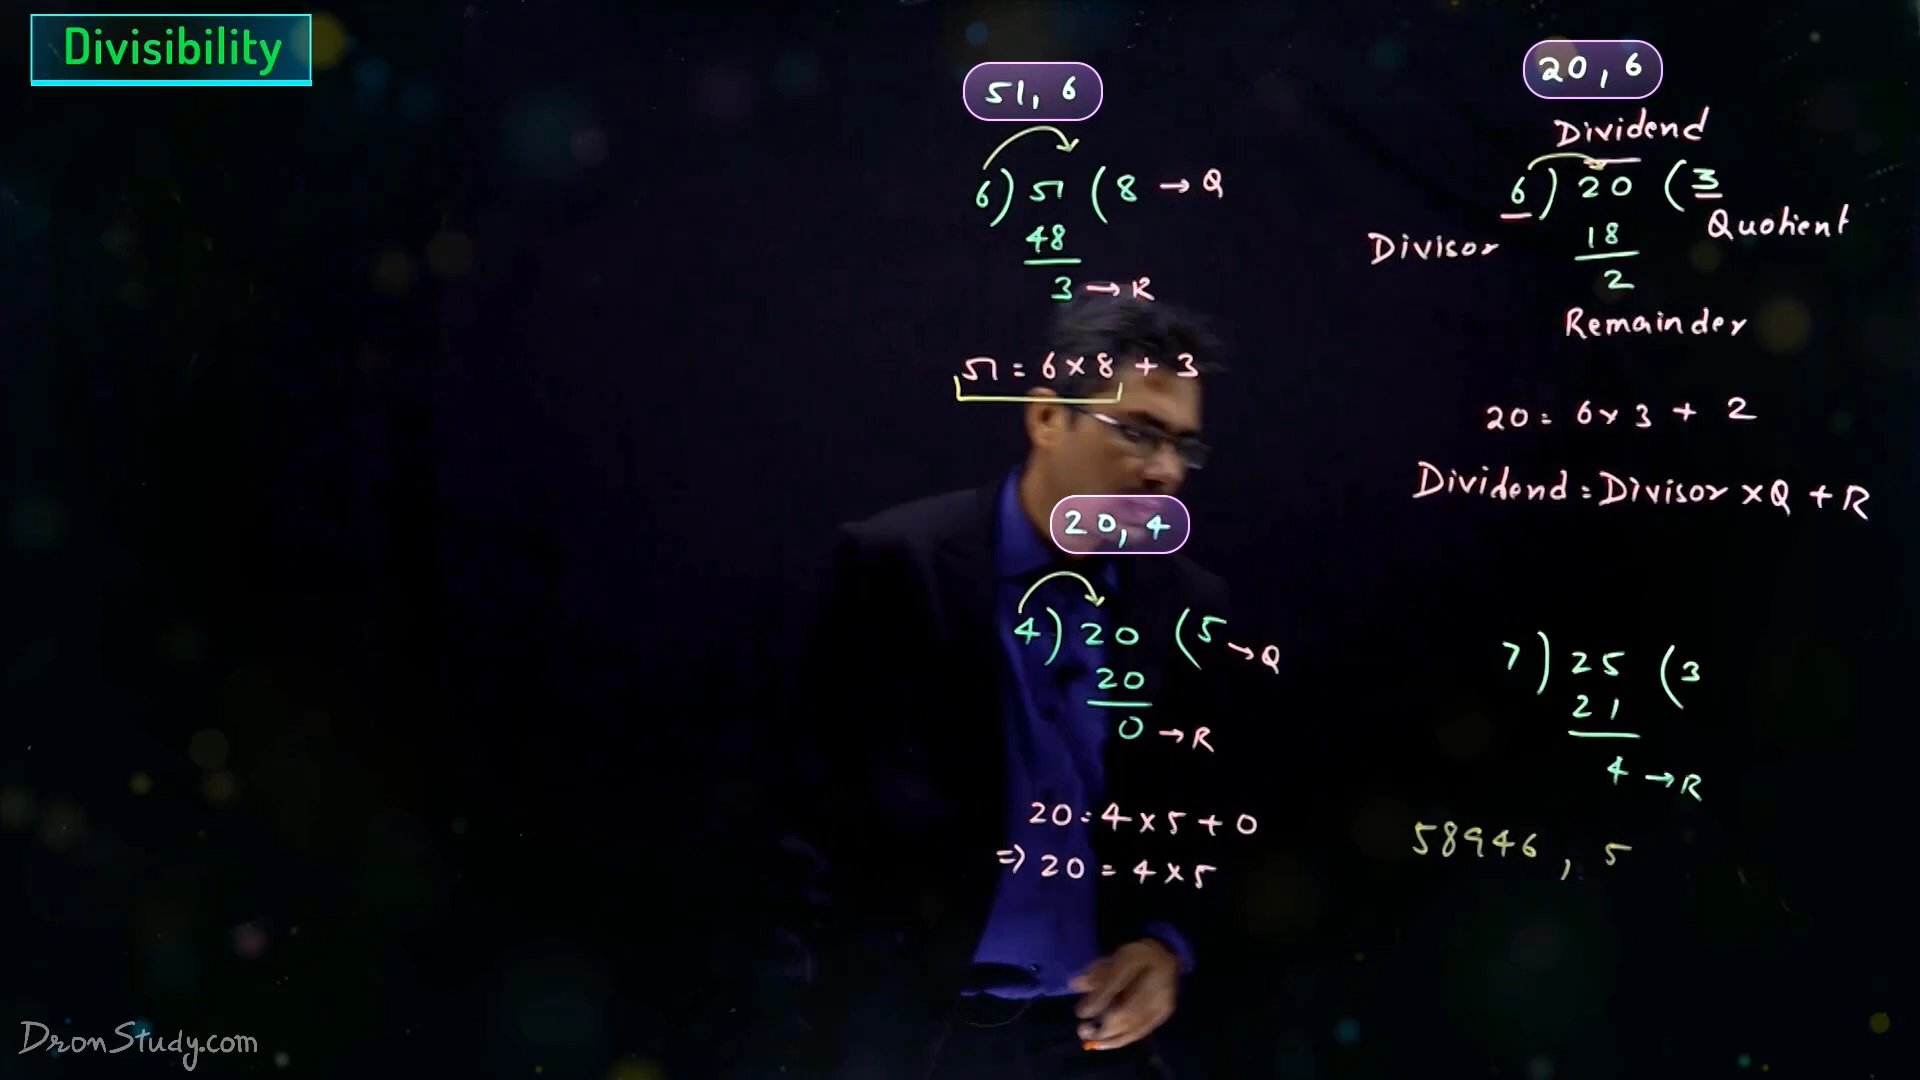 Divisibility
51, 6
6) 51 (8 → Q
48
3 → R
51 = 6 × 8 + 3
20, 4
4) 20 (5 → Q
20
0 → R
20 = 4 × 5 + 0
⇒ 20 = 4 × 5
20, 6
Dividend
6) 20 (3
Quotient
Divisor
18
2
Remainder
20 = 6 × 3 + 2
Dividend = Divisor × Q + R
7) 25 (3
21
4 → R
58946, 5
DronStudy.com